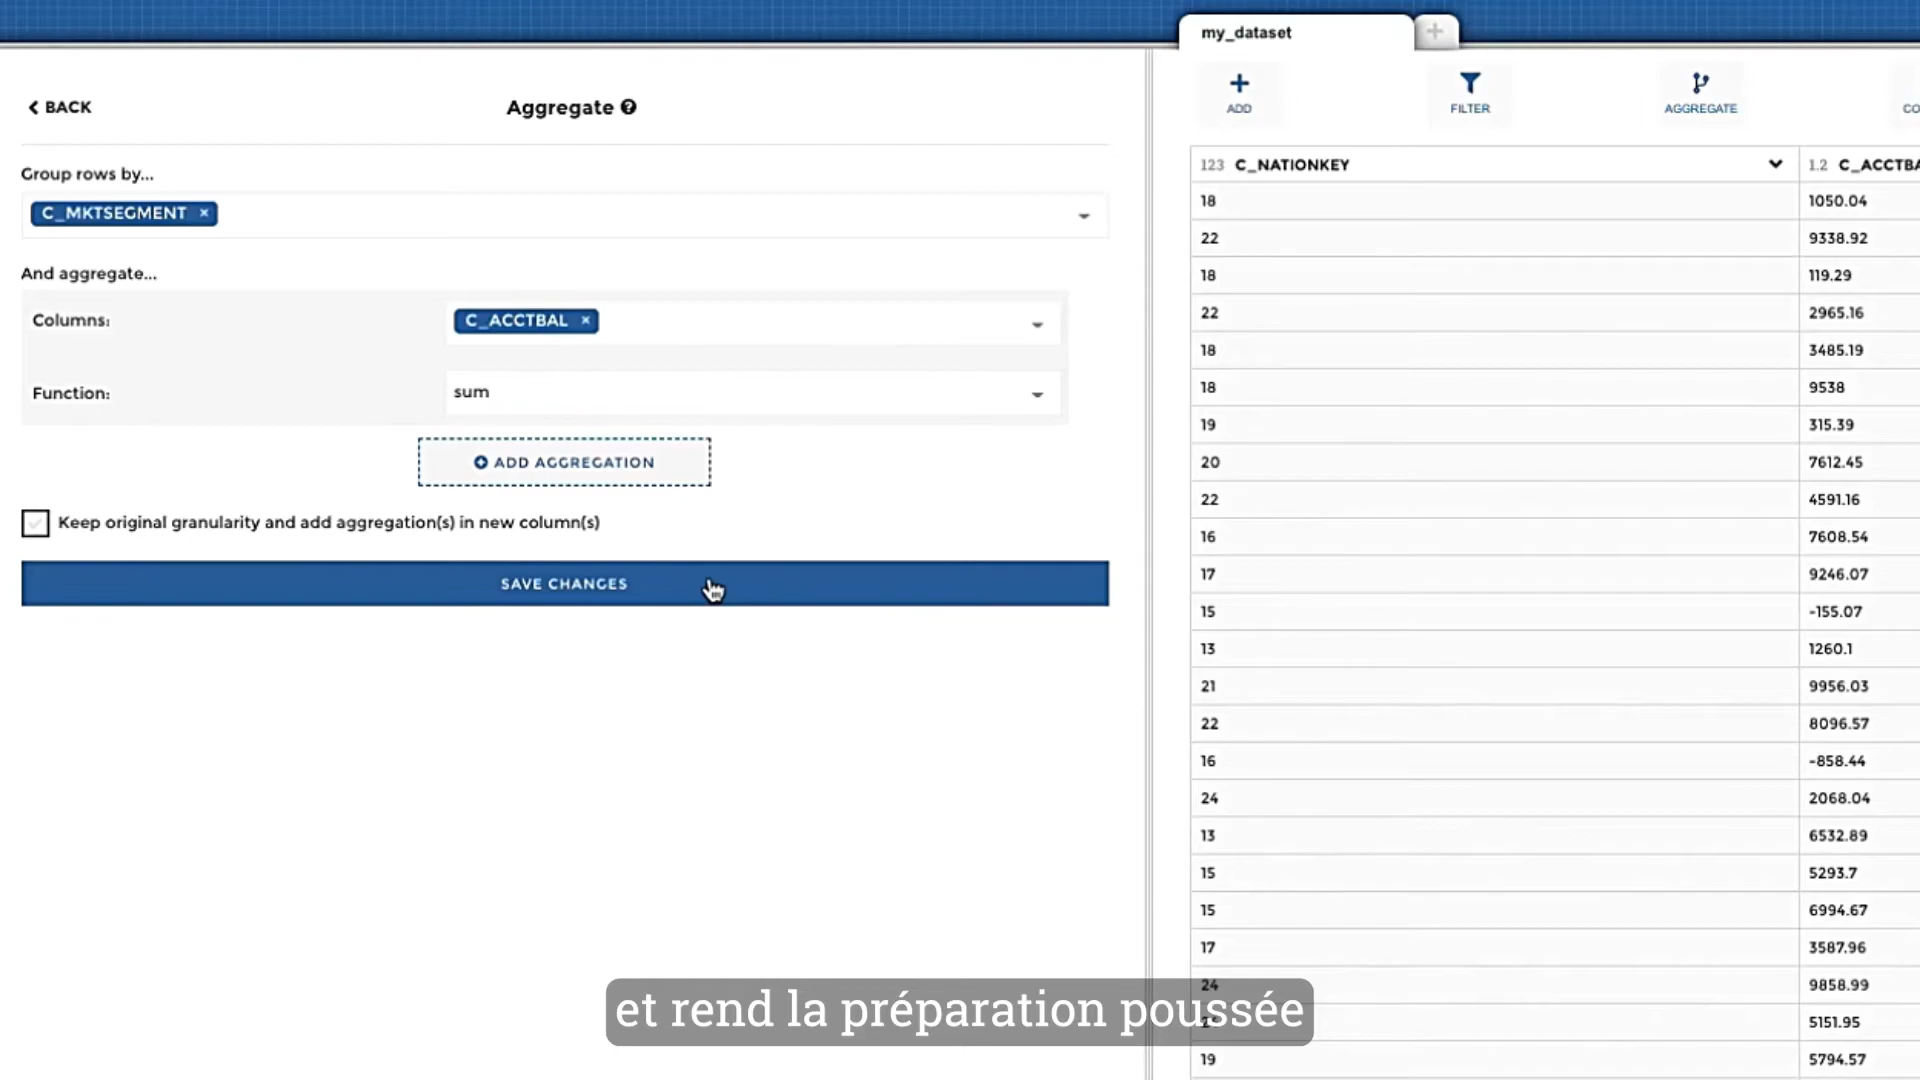 my_dataset
BACK
Aggregate
ADD
FILTER
AGGREGATE
CO
Group rows by...
C_MKTSEGMENT ×
And aggregate...
Columns:
C_ACCTBAL ×
Function:
sum
ADD AGGREGATION
Keep original granularity and add aggregation(s) in new column(s)
SAVE CHANGES
123 C_NATIONKEY
1.2 C_ACCTBA
18 1050.04
22 9338.92
18 119.29
22 2965.16
18 3485.19
18 9538
19 315.39
20 7612.45
22 4591.16
16 7608.54
17 9246.07
15 -155.07
13 1260.1
21 9956.03
22 8096.57
16 -858.44
24 2068.04
13 6532.89
15 5293.7
15 6994.67
17 3587.96
24 9858.99
5151.95
19 5794.57
et rend la préparation poussée